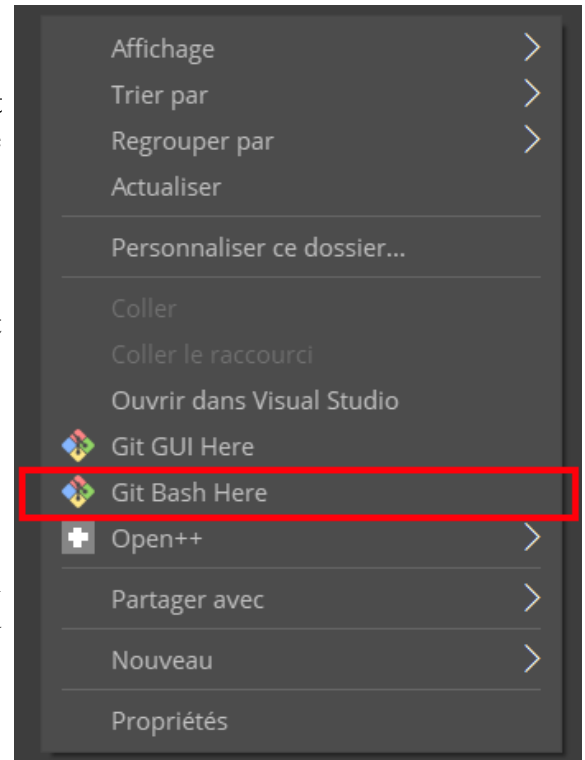 Affichage
Trier par
Regrouper par
Actualiser
Personnaliser ce dossier...
Coller
Coller le raccourci
Ouvrir dans Visual Studio
Git GUI Here
Git Bash Here
Open++
Partager avec
Nouveau
Propriétés